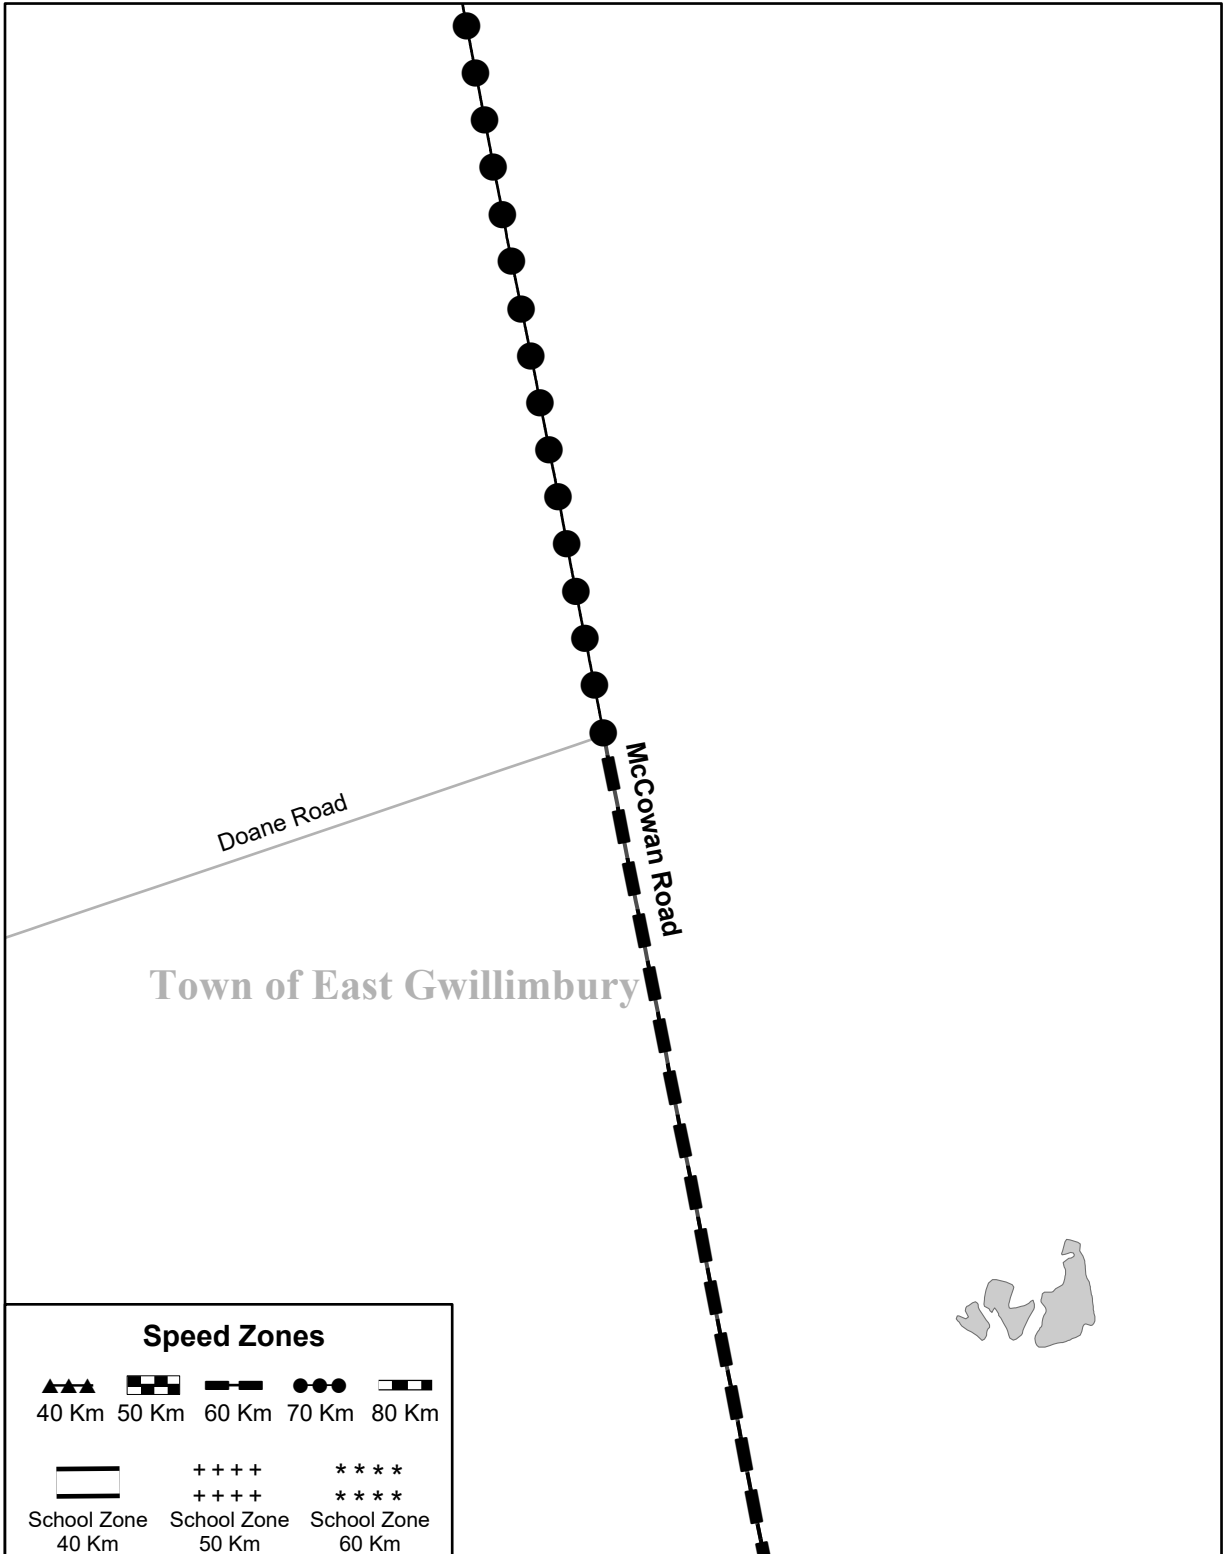 McCowan Road
Doane Road
Town of East Gwillimbury
Speed Zones
40 Km 50 Km 60 Km 70 Km 80 Km
School Zone School Zone School Zone
40 Km 50 Km 60 Km